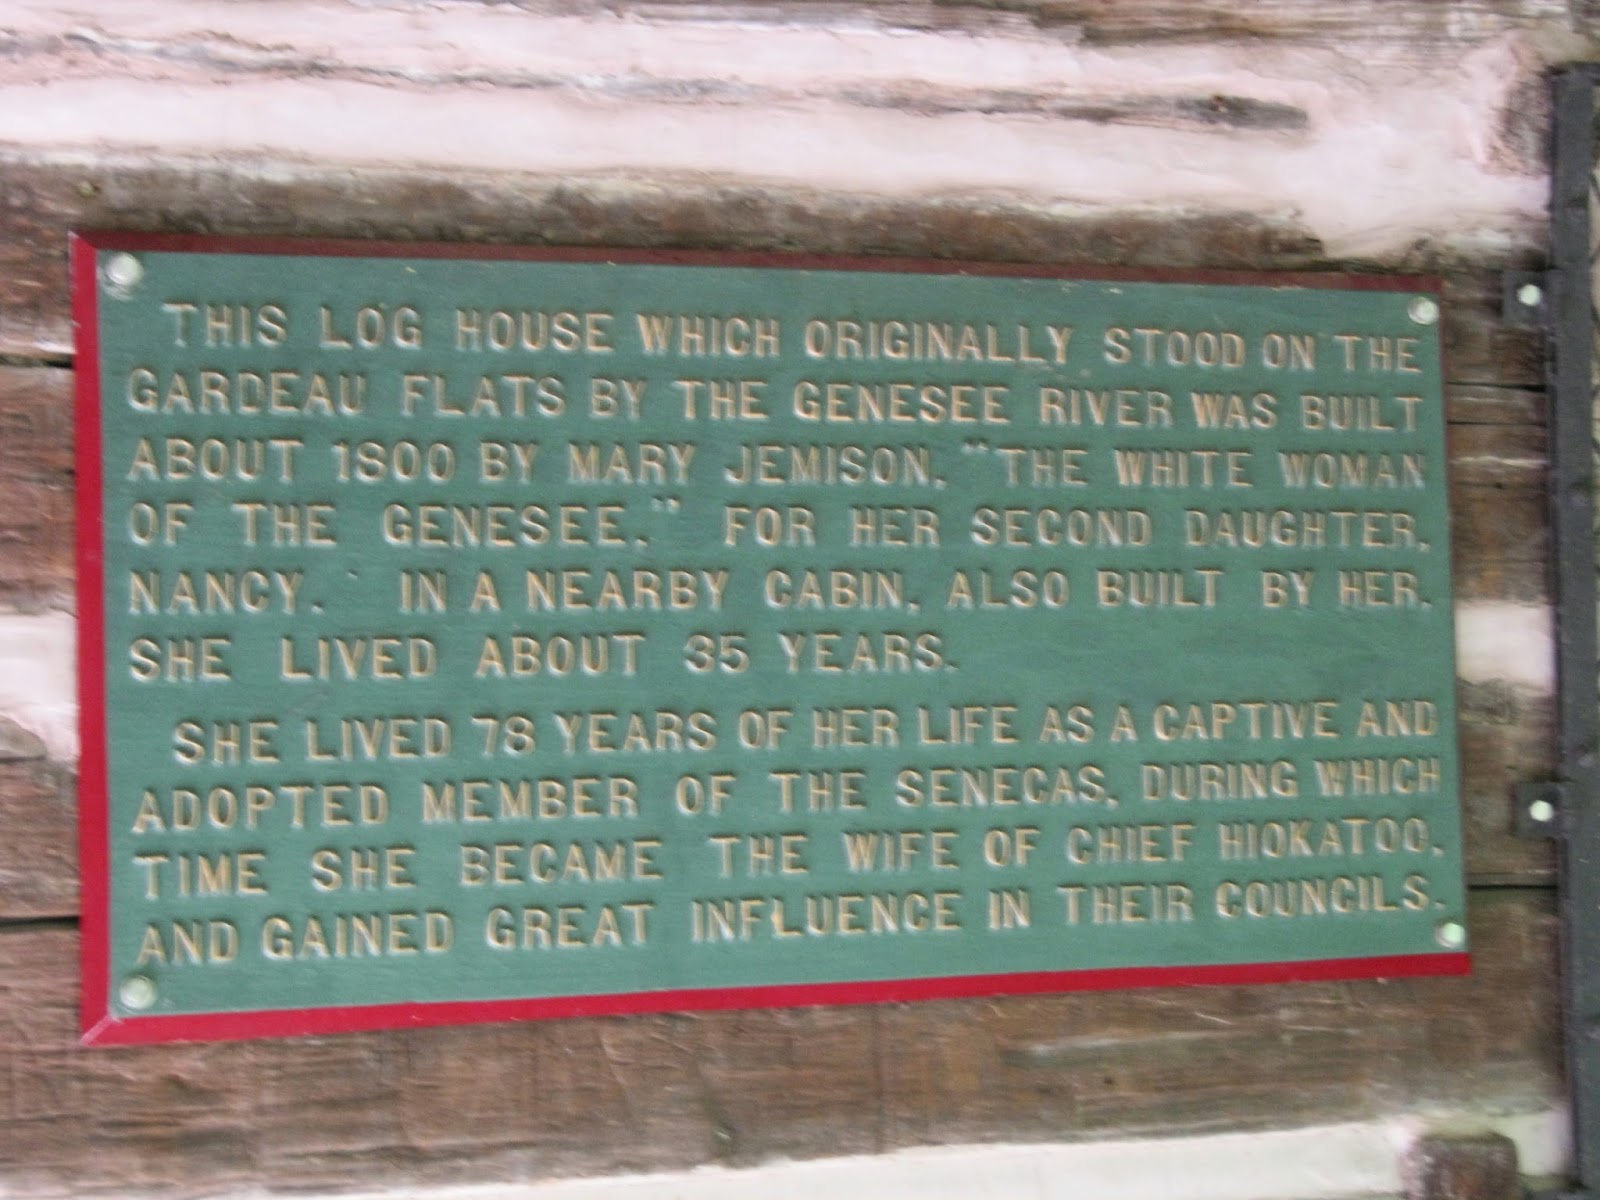 THIS LOG HOUSE WHICH ORIGINALLY STOOD ON THE
GARDEAU FLATS BY THE GENESEE RIVER WAS BUILT
ABOUT 1800 BY MARY JEMISON, "THE WHITE WOMAN
OF THE GENESEE," FOR HER SECOND DAUGHTER,
NANCY. IN A NEARBY CABIN, ALSO BUILT BY HER,
SHE LIVED ABOUT 35 YEARS.
SHE LIVED 78 YEARS OF HER LIFE AS A CAPTIVE AND
ADOPTED MEMBER OF THE SENECAS, DURING WHICH
TIME SHE BECAME THE WIFE OF CHIEF HIOKATOO,
AND GAINED GREAT INFLUENCE IN THEIR COUNCILS.